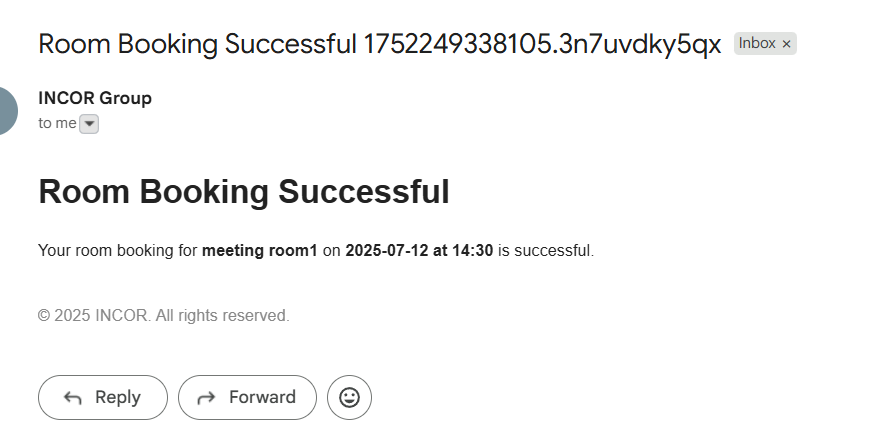 Room Booking Successful 1752249338105.3n7uvdky5qx Inbox ×
INCOR Group
to me
Room Booking Successful
Your room booking for meeting room1 on 2025-07-12 at 14:30 is successful.
© 2025 INCOR. All rights reserved.
Reply Forward